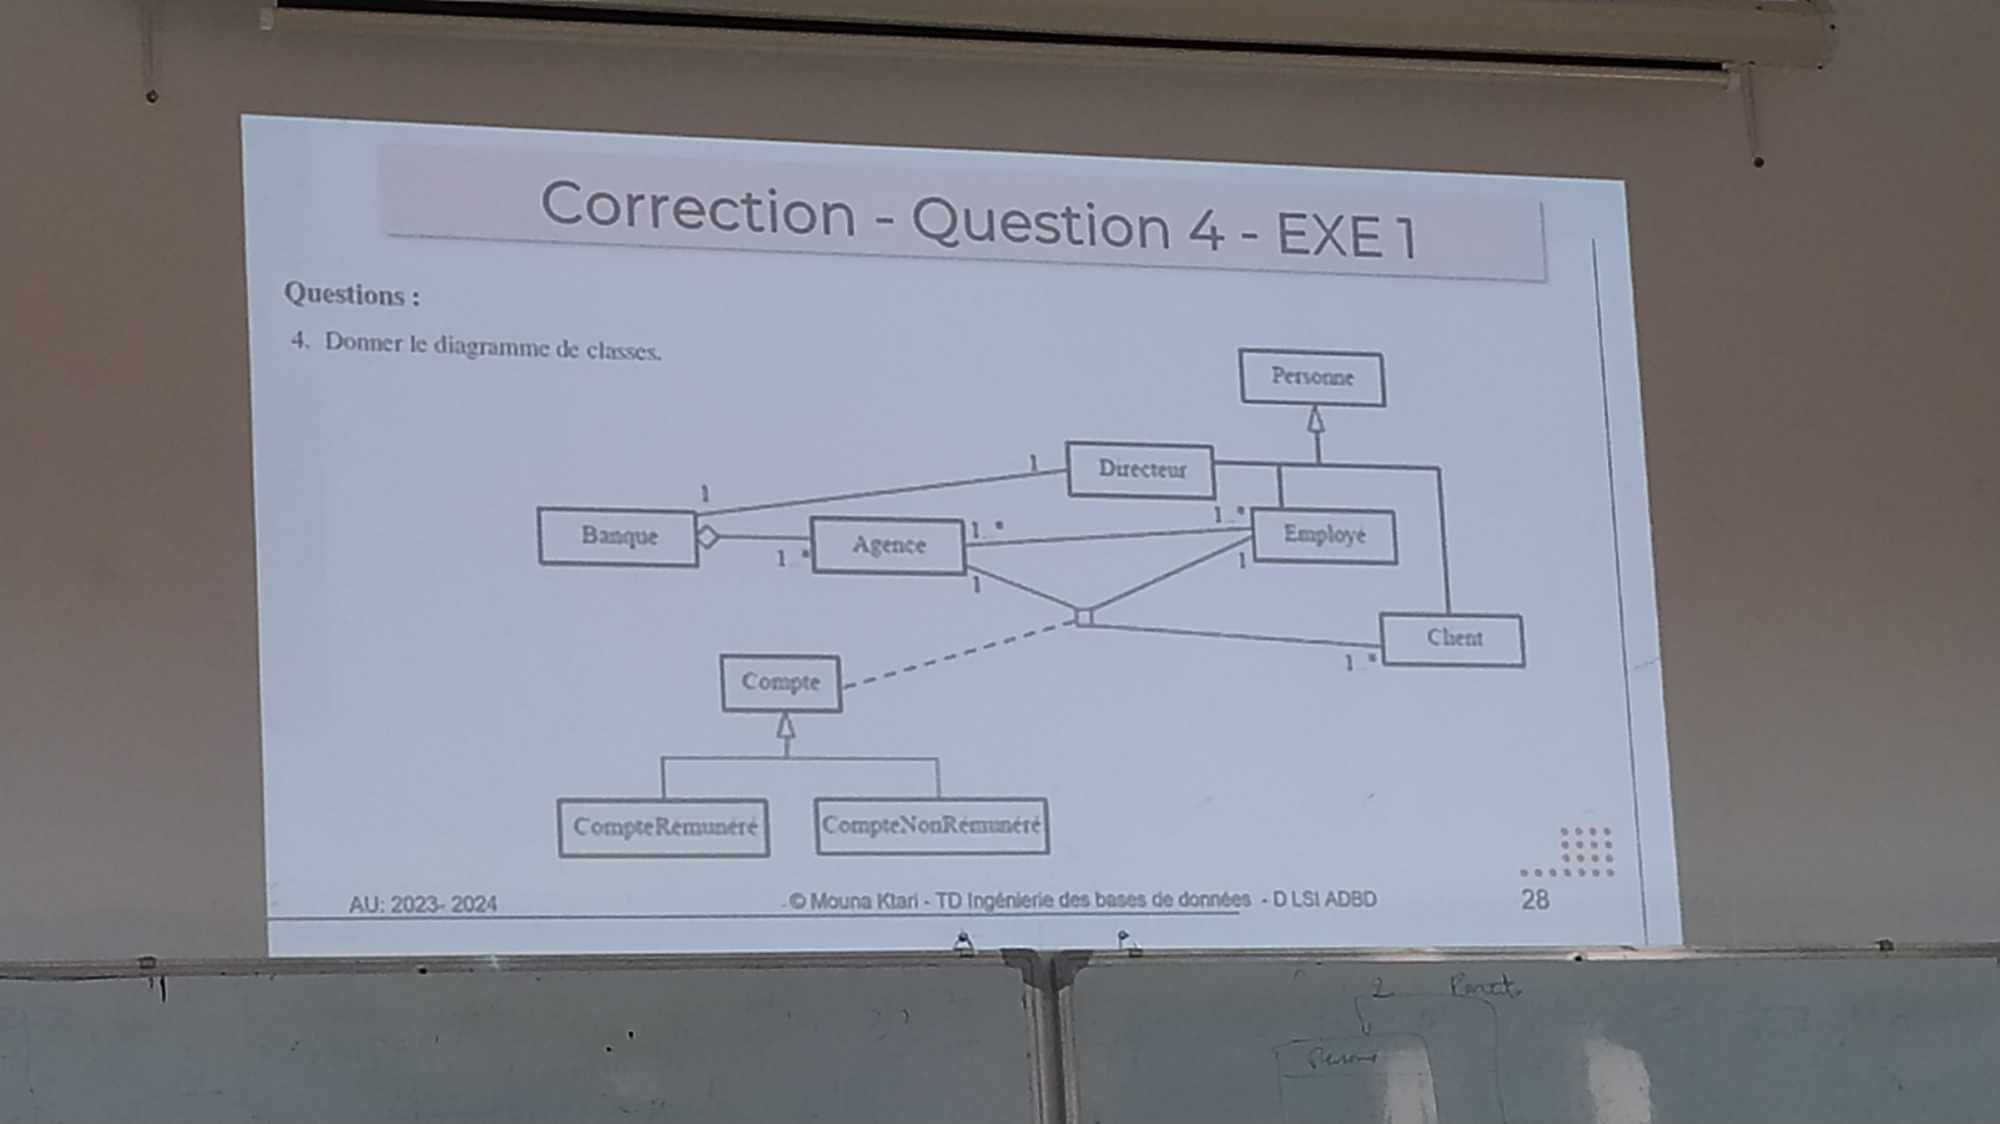 Correction - Question 4 - EXE 1
Questions :
4. Donner le diagramme de classes.
Personne
Directeur
1
1
Banque
1..*
Agence
1..*
1..*
Employé
1
1
Client
1..*
Compte
CompteRémunéré
CompteNonRémunéré
AU: 2023- 2024
© Mouna Ktari - TD Ingénierie des bases de données - D LSI ADBD
28
2